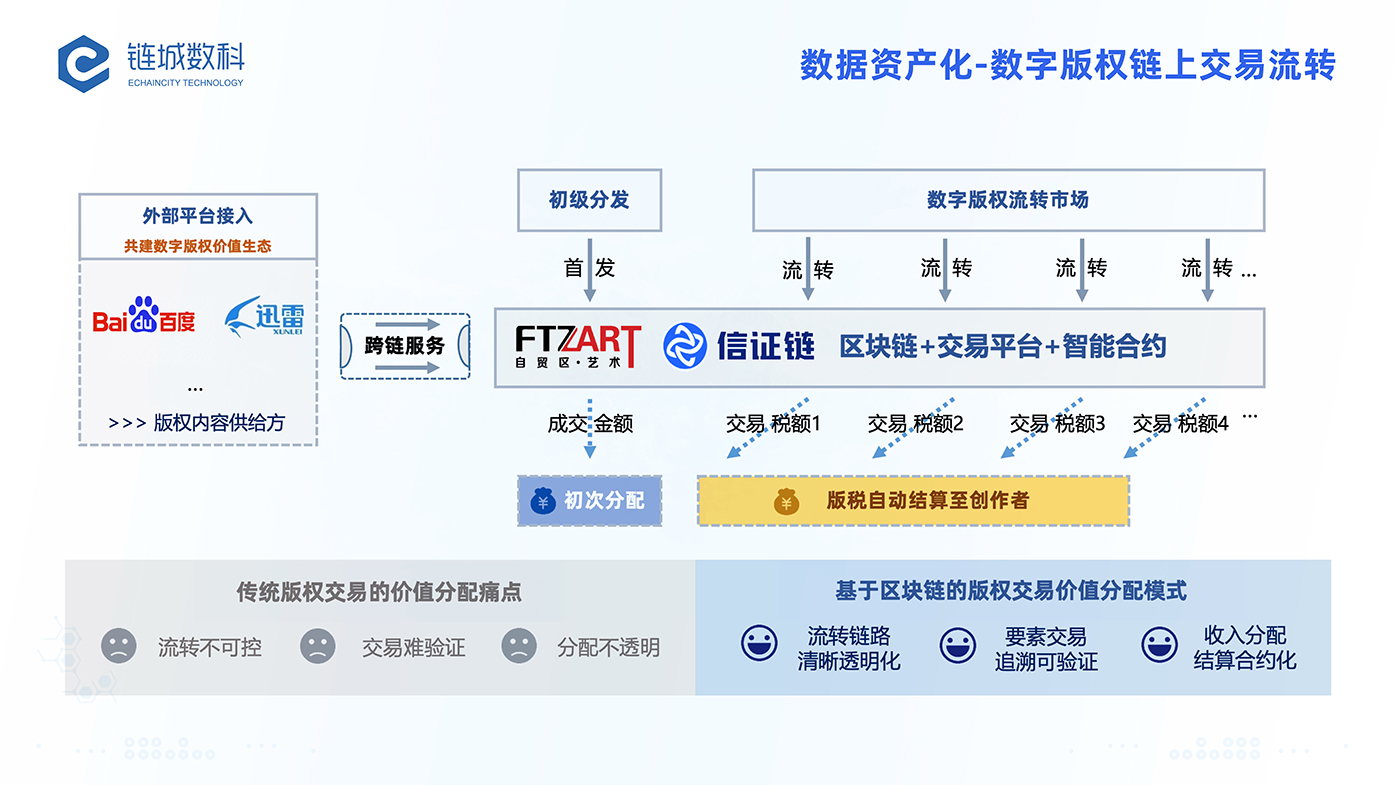 链城数科
ECHAINCITY TECHNOLOGY
数据资产化-数字版权链上交易流转
外部平台接入
共建数字版权价值生态
Bai du 百度
迅雷
XUNLEI
...
>>> 版权内容供给方
跨链服务
初级分发
首 发
数字版权流转市场
流 转
流 转
流 转
流 转 ...
FTZART
自贸区·艺术
信证链
区块链+交易平台+智能合约
成交 金额
交易 税额1
交易 税额2
交易 税额3
交易 税额4
...
¥ 初次分配
¥ 版税自动结算至创作者
传统版权交易的价值分配痛点
流转不可控
交易难验证
分配不透明
基于区块链的版权交易价值分配模式
流转链路
清晰透明化
要素交易
追溯可验证
收入分配
结算合约化